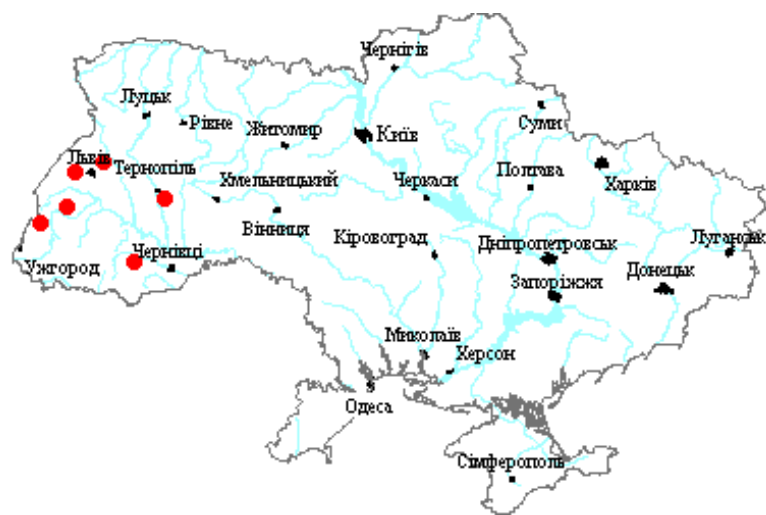 Чернігів
Луцьк
Рівне
Житомир
Київ
Суми
Львів
Тернопіль
Хмельницький
Черкаси
Полтава
Харків
Вінниця
Кіровоград
Дніпропетровськ
Луганськ
Ужгород
Чернівці
Запоріжжя
Донецьк
Миколаїв
Херсон
Одеса
Сімферополь